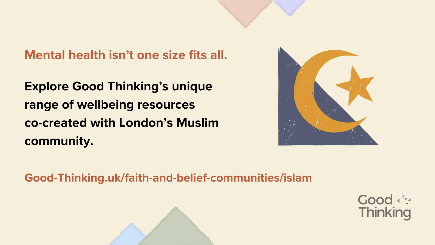 Mental health isn’t one size fits all.
Explore Good Thinking’s unique
range of wellbeing resources
co-created with London’s Muslim
community.
Good-Thinking.uk/faith-and-belief-communities/islam
Good
Thinking